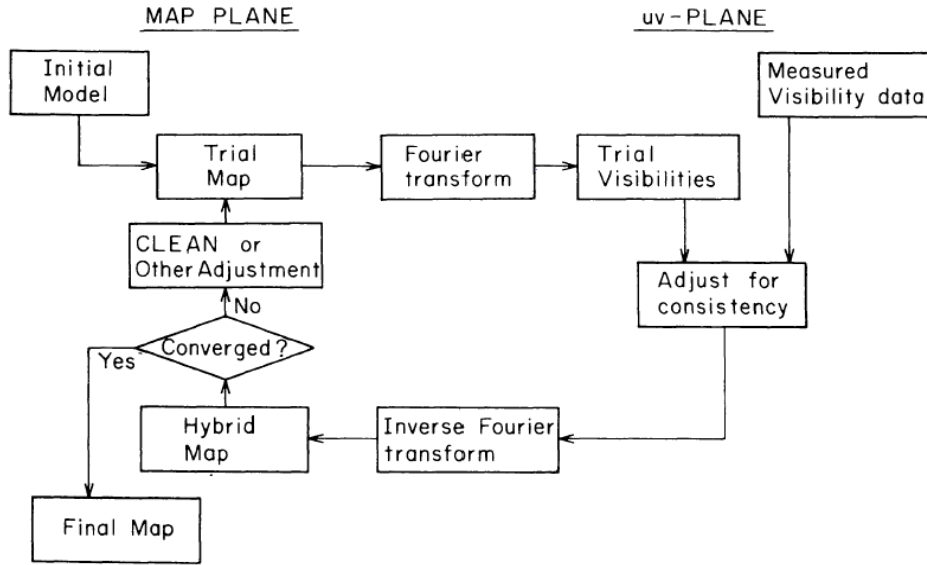 MAP PLANE
uv-PLANE
Initial
Model
Measured
Visibility data
Trial
Map
Fourier
transform
Trial
Visibilities
CLEAN or
Other Adjustment
Adjust for
consistency
No
Converged?
Yes
Hybrid
Map
Inverse Fourier
transform
Final Map